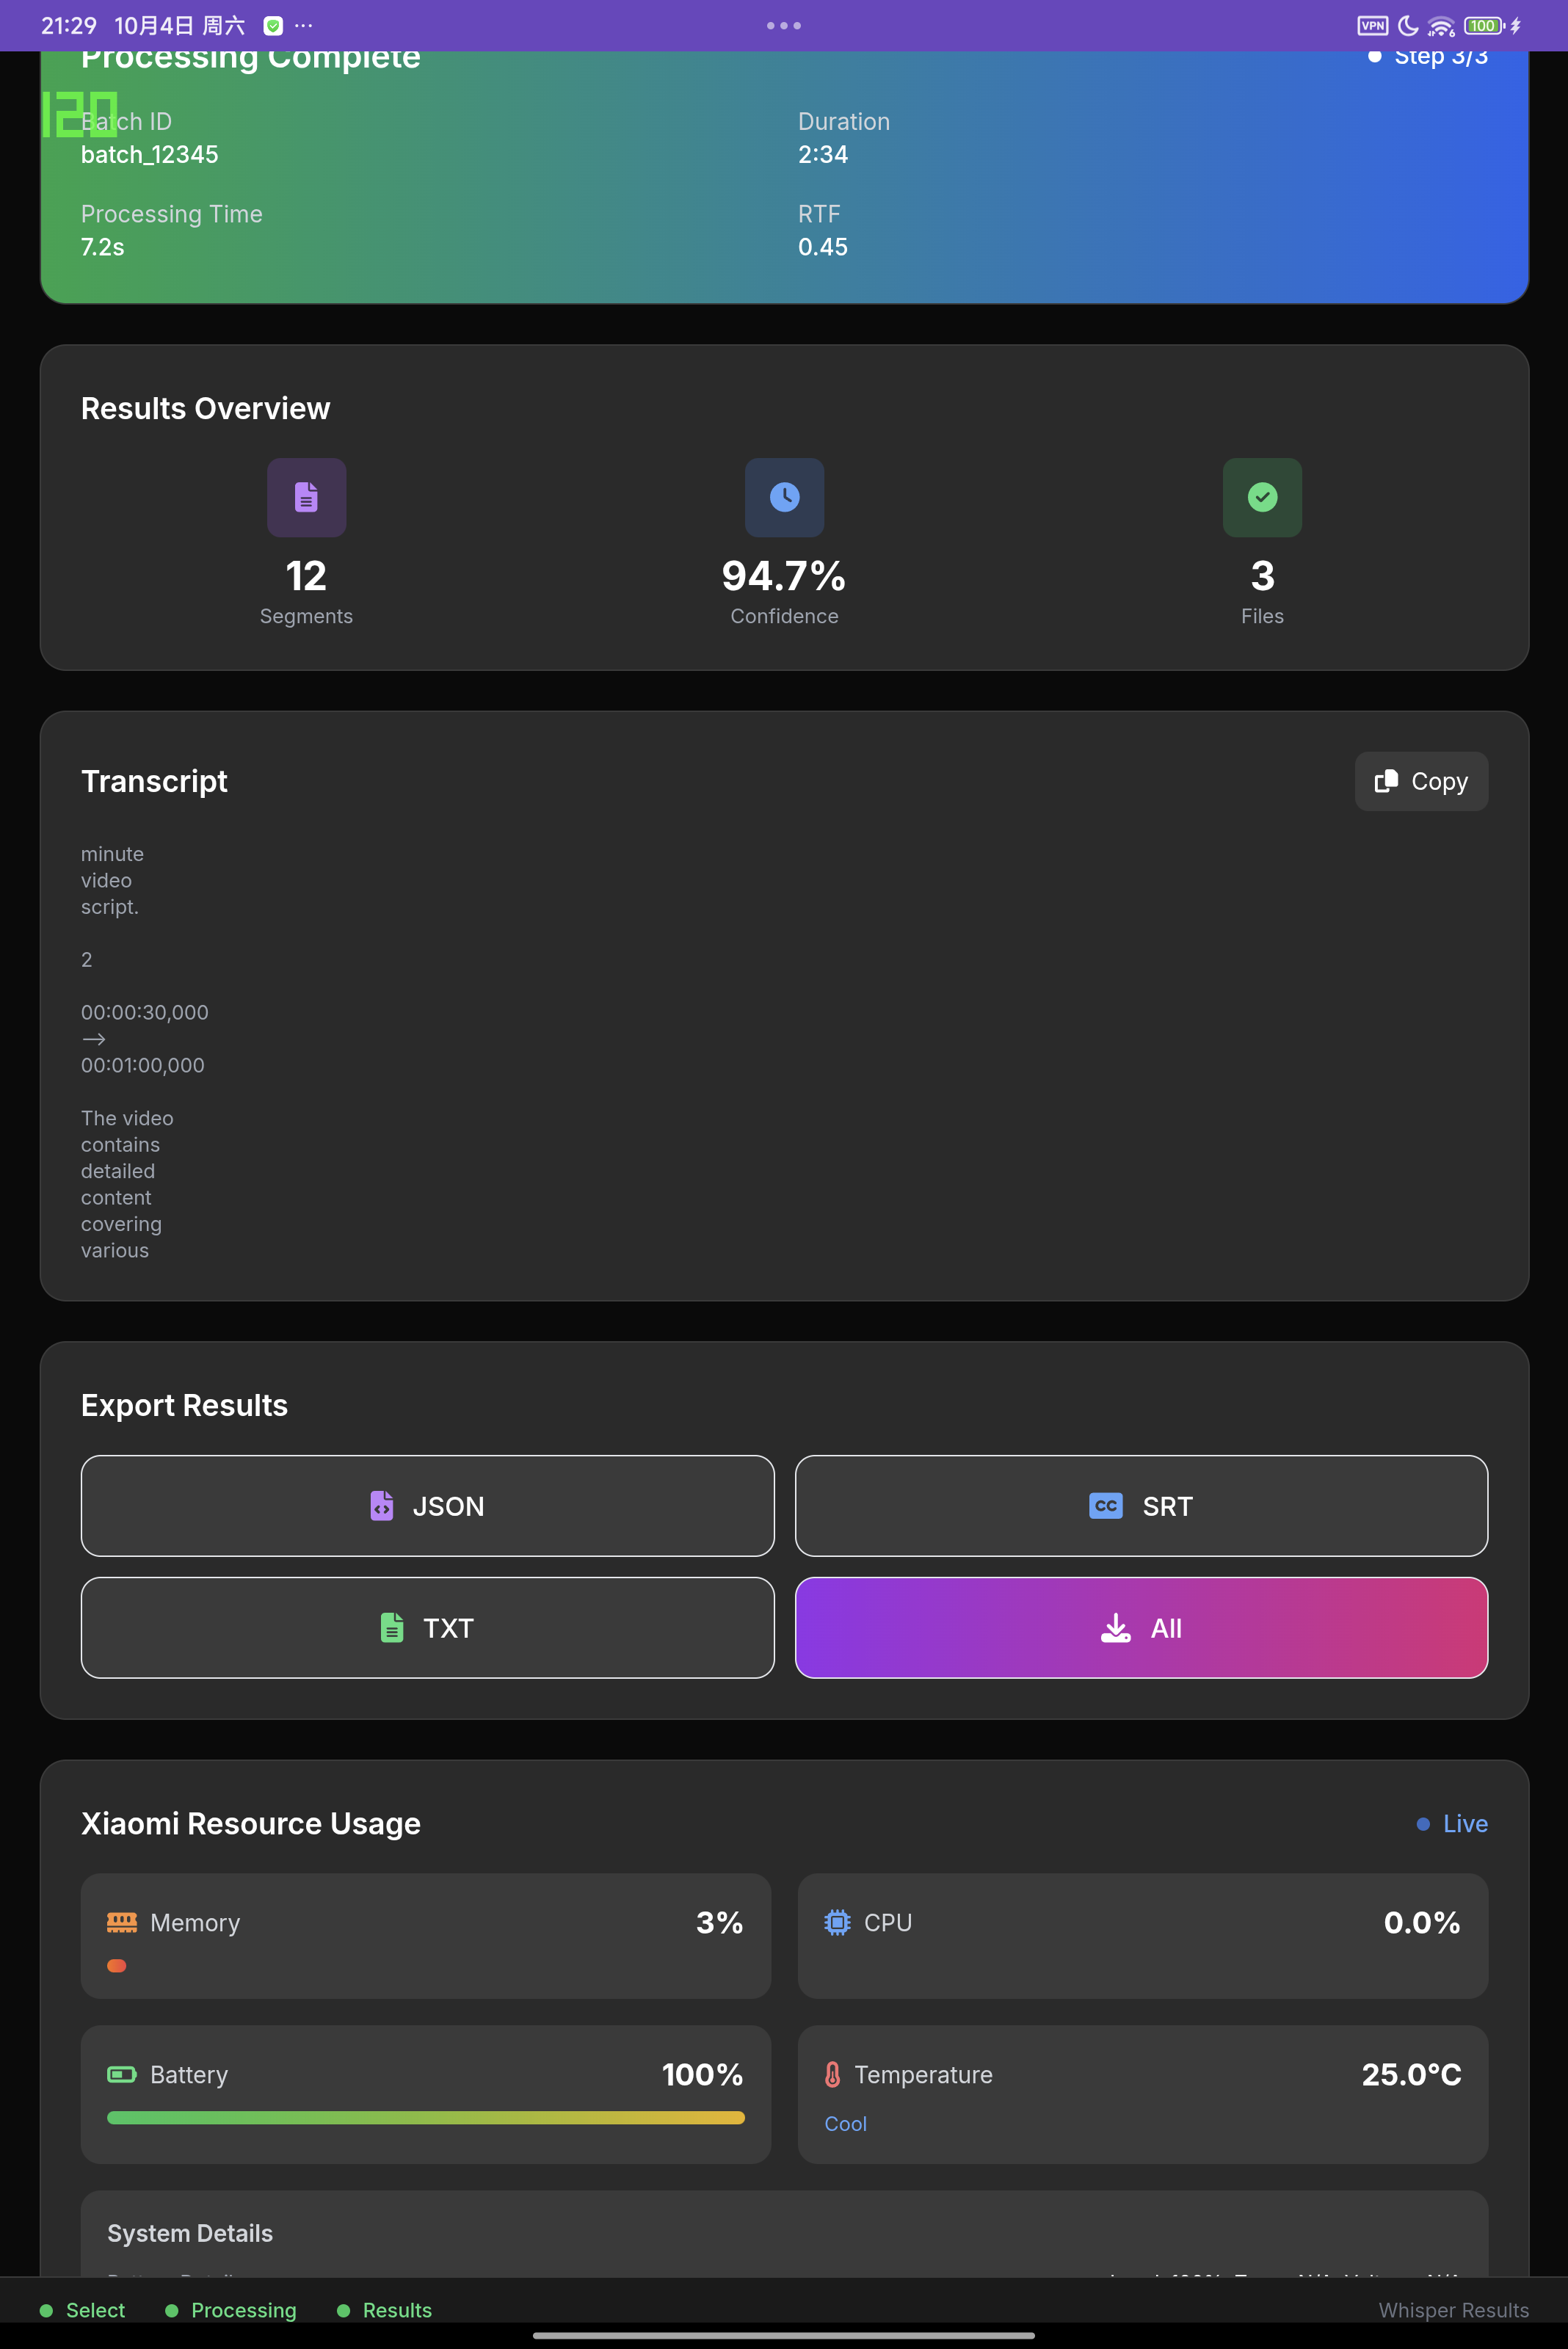 21:29 10月4日 周六 ...
VPN 6 100
Processing Complete
Step 3/3
120
Batch ID
batch_12345
Duration
2:34
Processing Time
7.2s
RTF
0.45
Results Overview
12
Segments
94.7%
Confidence
3
Files
Transcript
Copy
minute
video
script.
2
00:00:30,000
-->
00:01:00,000
The video
contains
detailed
content
covering
various
Export Results
JSON
CC SRT
TXT
All
Xiaomi Resource Usage
Live
Memory
3%
CPU
0.0%
Battery
100%
Temperature
25.0°C
Cool
System Details
Select
Processing
Results
Whisper Results